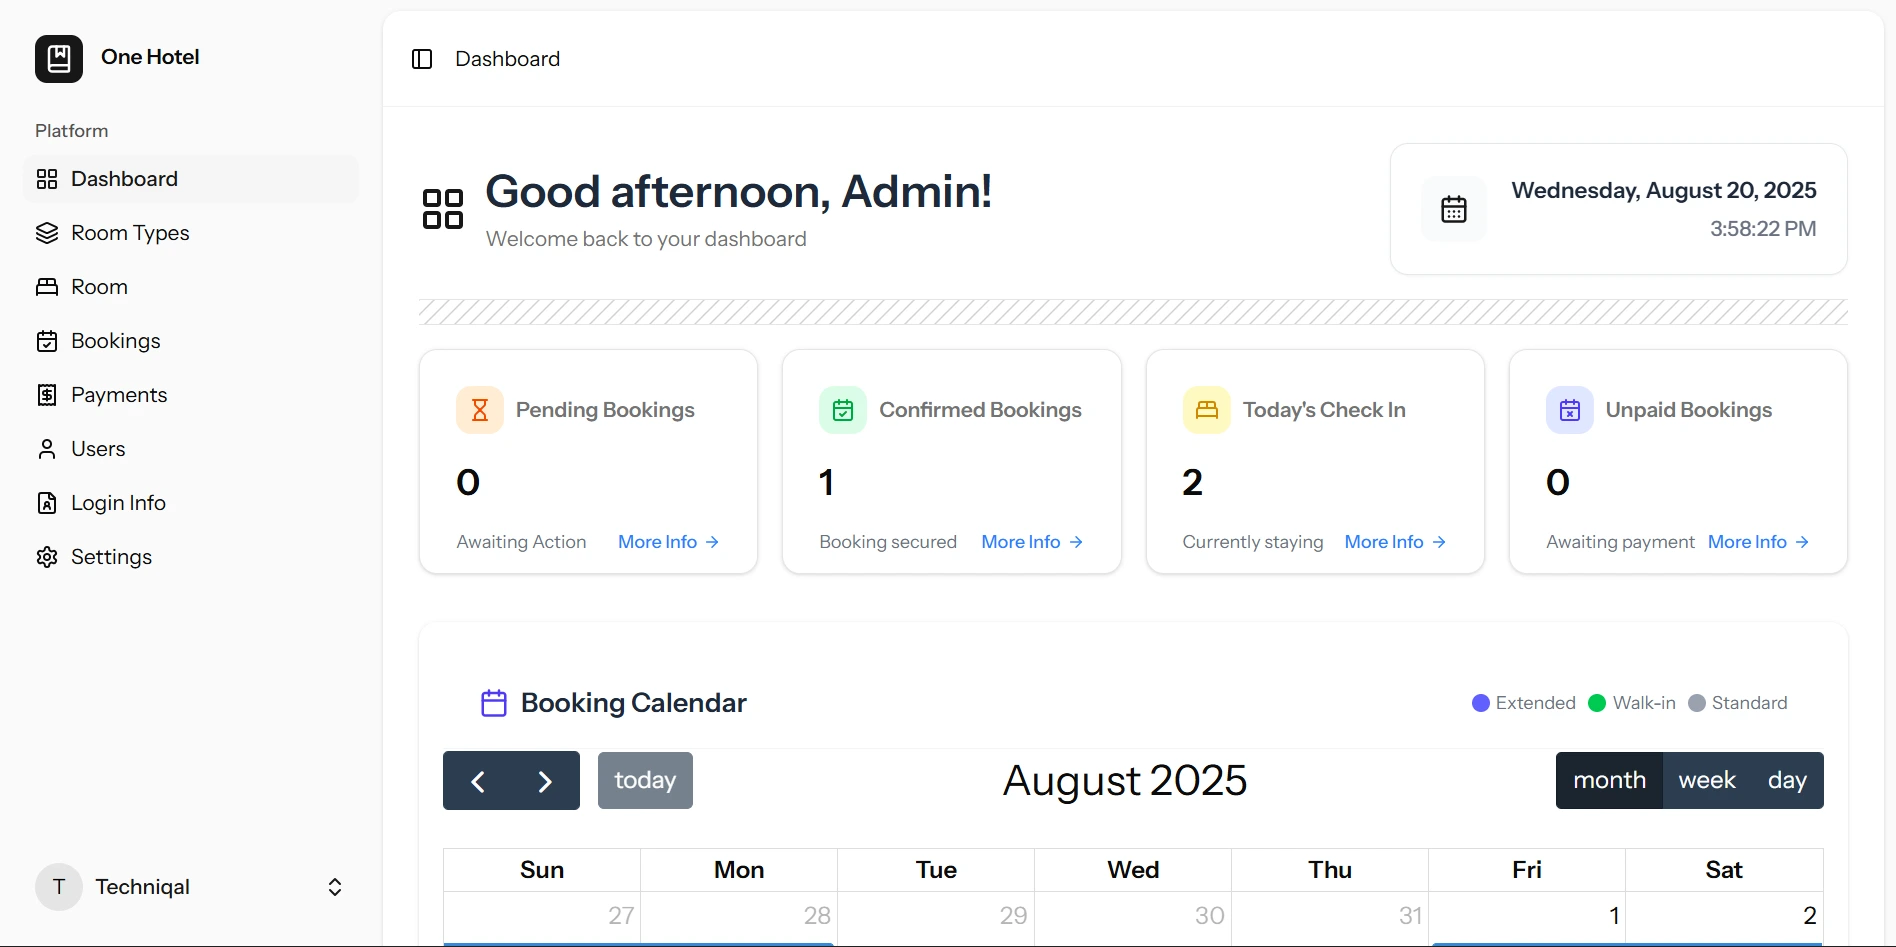 One Hotel
Platform
Dashboard
Room Types
Room
Bookings
Payments
Users
Login Info
Settings
T Techniqal
Dashboard
Good afternoon, Admin!
Welcome back to your dashboard
Wednesday, August 20, 2025
3:58:22 PM
Pending Bookings
0
Awaiting Action More Info →
Confirmed Bookings
1
Booking secured More Info →
Today's Check In
2
Currently staying More Info →
Unpaid Bookings
0
Awaiting payment More Info →
Booking Calendar
Extended Walk-in Standard
today August 2025 month week day
Sun Mon Tue Wed Thu Fri Sat
27 28 29 30 31 1 2